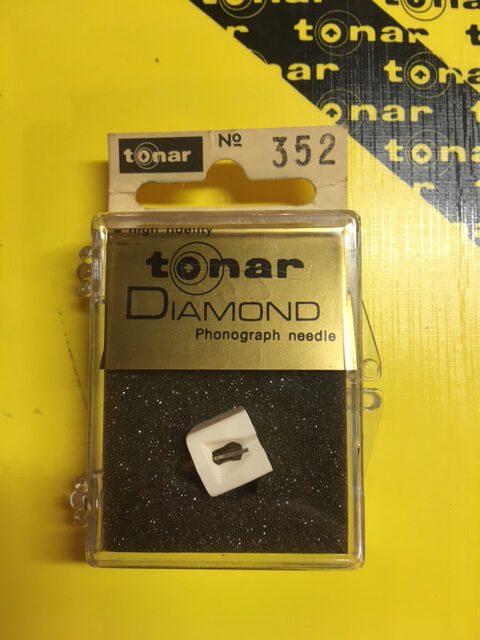 tonar
tonar
tonar tonar
tonar
tonar
tonar
tonar No 352
high fidelity
tonar
DIAMOND
Phonograph needle